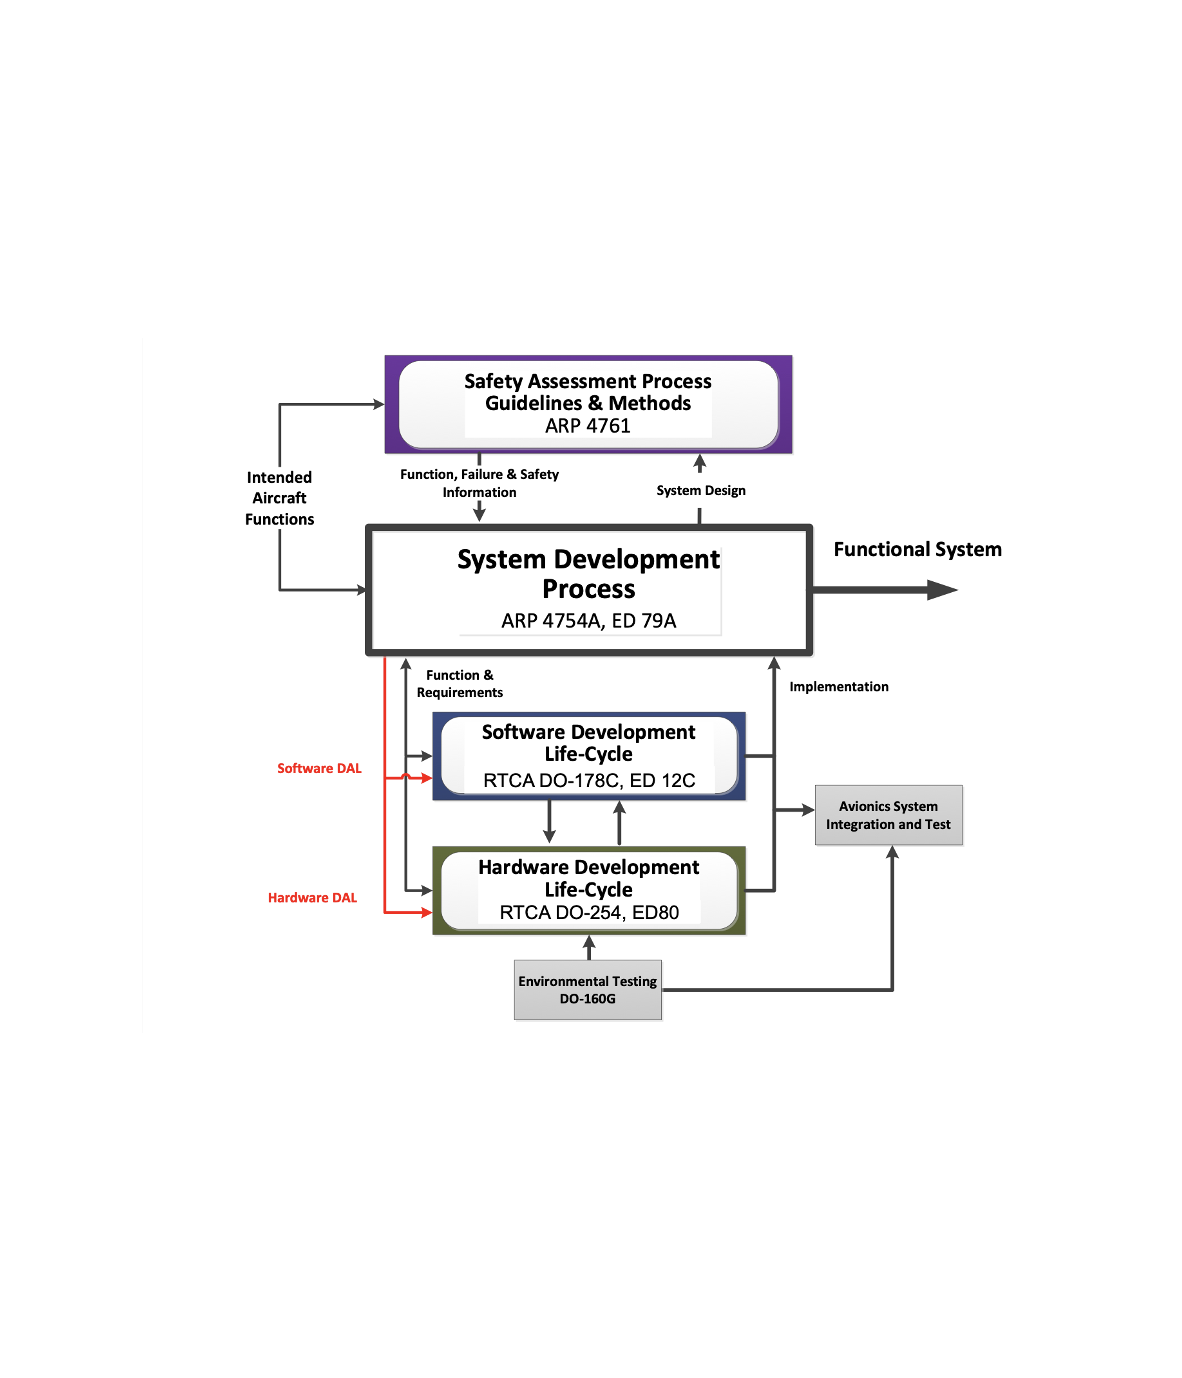 Safety Assessment Process
Guidelines & Methods
ARP 4761
Intended
Aircraft
Functions
Function, Failure & Safety
Information
System Design
System Development
Process
ARP 4754A, ED 79A
Functional System
Function &
Requirements
Implementation
Software Development
Life-Cycle
RTCA DO-178C, ED 12C
Software DAL
Avionics System
Integration and Test
Hardware Development
Life-Cycle
RTCA DO-254, ED80
Hardware DAL
Environmental Testing
DO-160G